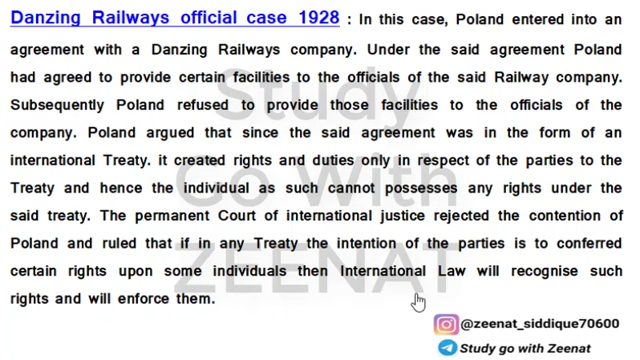 Danzing Railways official case 1928 : In this case, Poland entered into an
agreement with a Danzing Railways company. Under the said agreement Poland
had agreed to provide certain facilities to the officials of the said Railway company.
Subsequently Poland refused to provide those facilities to the officials of the
company. Poland argued that since the said agreement was in the form of an
international Treaty. it created rights and duties only in respect of the parties to the
Treaty and hence the individual as such cannot possesses any rights under the
said treaty. The permanent Court of international justice rejected the contention of
Poland and ruled that if in any Treaty the intention of the parties is to conferred
certain rights upon some individuals then International Law will recognise such
rights and will enforce them.
Study
Go With
ZEENAT
@zeenat_siddique70600
Study go with Zeenat